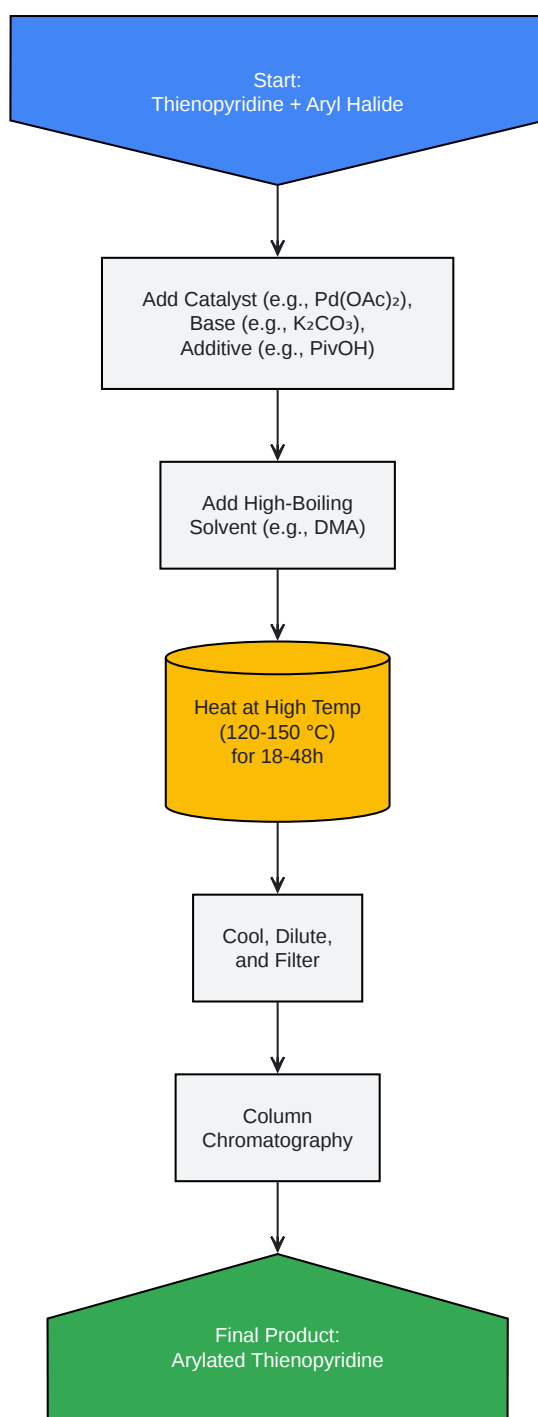 Start:
Thienopyridine + Aryl Halide
Add Catalyst (e.g., Pd(OAc)₂),
Base (e.g., K₂CO₃),
Additive (e.g., PivOH)
Add High-Boiling
Solvent (e.g., DMA)
Heat at High Temp
(120-150 °C)
for 18-48h
Cool, Dilute,
and Filter
Column
Chromatography
Final Product:
Arylated Thienopyridine